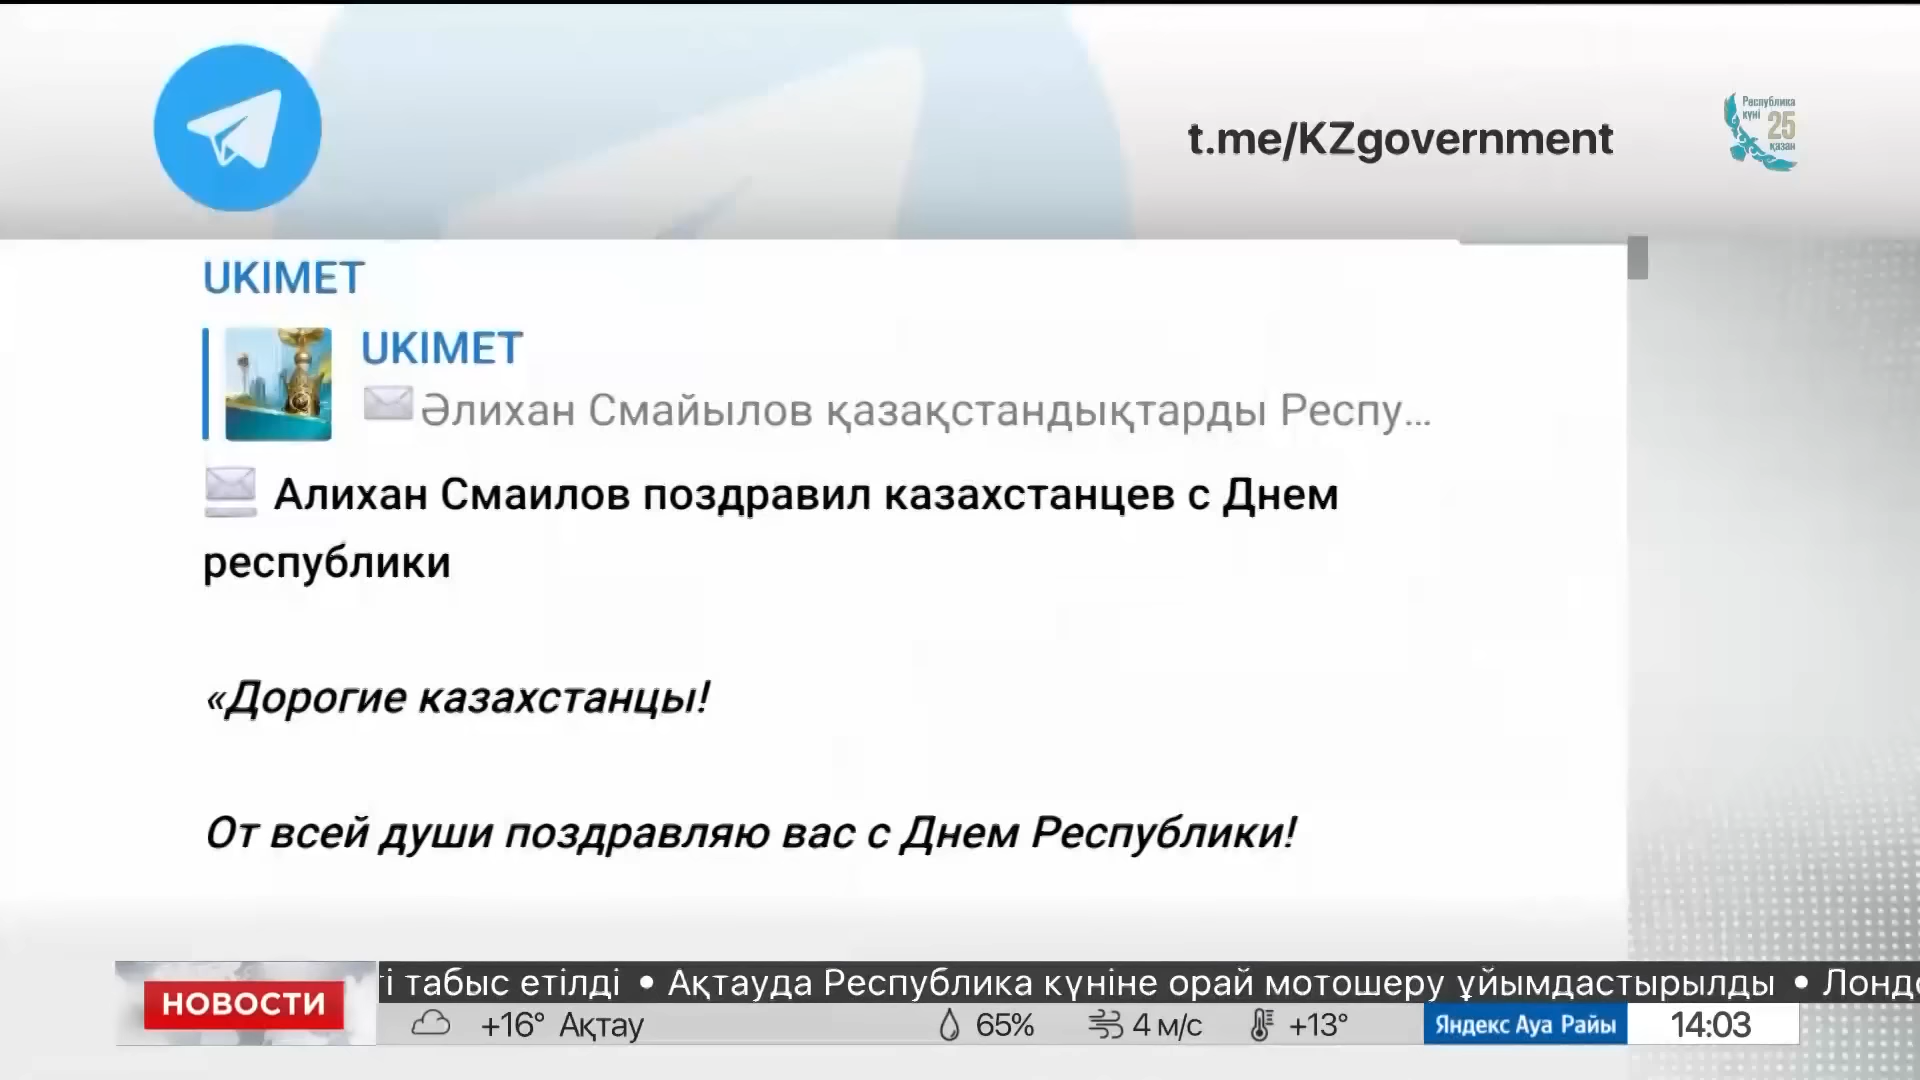 t.me/KZgovernment
Республика
күні 25
қазан
UKIMET
UKIMET
Әлихан Смайылов қазақстандықтарды Респу...
Алихан Смаилов поздравил казахстанцев с Днем
республики
«Дорогие казахстанцы!
От всей души поздравляю вас с Днем Республики!
НОВОСТИ
табыс етілді • Ақтауда Республика күніне орай мотошеру ұйымдастырылды •
+16° Ақтау 65% 4 м/с +13° Яндекс Ауа Райы 14:03